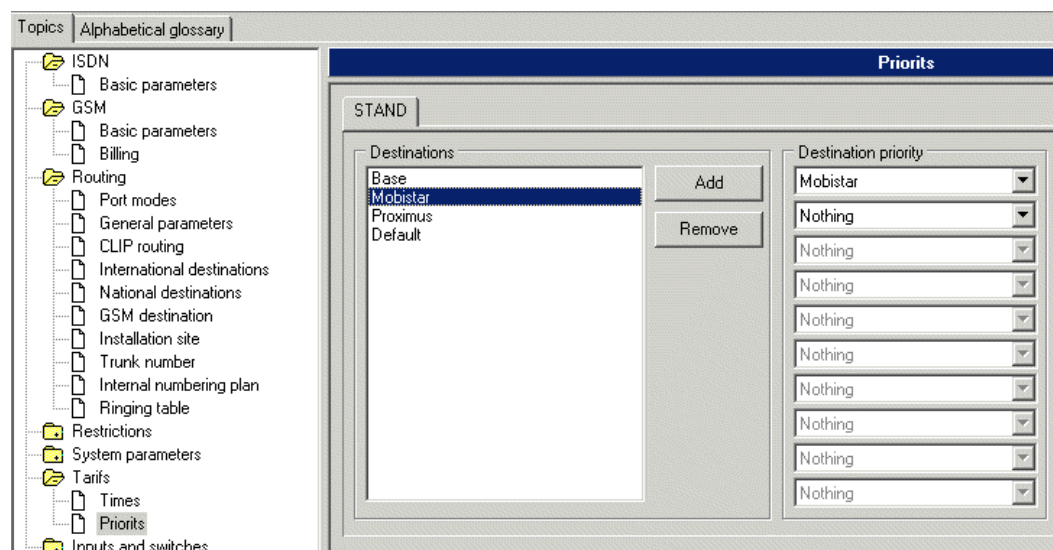 Topics Alphabetical glossary
ISDN
Basic parameters
GSM
Basic parameters
Billing
Routing
Port modes
General parameters
CLIP routing
International destinations
National destinations
GSM destination
Installation site
Trunk number
Internal numbering plan
Ringing table
Restrictions
System parameters
Tarifs
Times
Priorits
Inputs and switches
Priorits
STAND
Destinations
Base
Mobistar
Proximus
Default
Add
Remove
Destination priority
Mobistar
Nothing
Nothing
Nothing
Nothing
Nothing
Nothing
Nothing
Nothing
Nothing